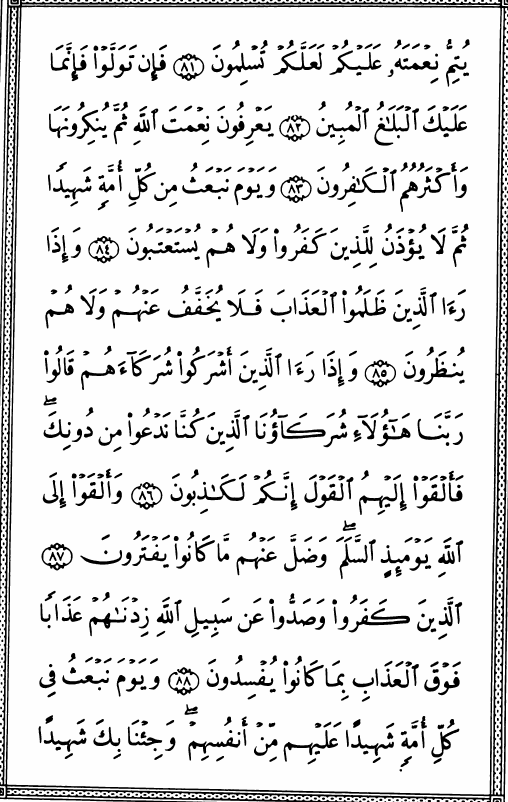 يُتِمُّ نِعْمَتَهُۥ عَلَيْكُمْ لَعَلَّكُمْ تُسْلِمُونَ ٨١ فَإِن تَوَلَّوْا۟ فَإِنَّمَا
عَلَيْكَ ٱلْبَلَـٰغُ ٱلْمُبِينُ ٨٢ يَعْرِفُونَ نِعْمَتَ ٱللَّهِ ثُمَّ يُنكِرُونَهَا
وَأَكْثَرُهُمُ ٱلْكَـٰفِرُونَ ٨٣ وَيَوْمَ نَبْعَثُ مِن كُلِّ أُمَّةٍ شَهِيدًا
ثُمَّ لَا يُؤْذَنُ لِلَّذِينَ كَفَرُوا۟ وَلَا هُمْ يُسْتَعْتَبُونَ ٨٤ وَإِذَا
رَءَا ٱلَّذِينَ ظَلَمُوا۟ ٱلْعَذَابَ فَلَا يُخَفَّفُ عَنْهُمْ وَلَا هُمْ
يُنظَرُونَ ٨٥ وَإِذَا رَءَا ٱلَّذِينَ أَشْرَكُوا۟ شُرَكَآءَهُمْ قَالُوا۟
رَبَّنَا هَـٰٓؤُلَآءِ شُرَكَآؤُنَا ٱلَّذِينَ كُنَّا نَدْعُوا۟ مِن دُونِكَ ۖ
فَأَلْقَوْا۟ إِلَيْهِمُ ٱلْقَوْلَ إِنَّكُمْ لَكَـٰذِبُونَ ٨٦ وَأَلْقَوْا۟ إِلَى
ٱللَّهِ يَوْمَئِذٍ ٱلسَّلَمَ ۖ وَضَلَّ عَنْهُم مَّا كَانُوا۟ يَفْتَرُونَ ٨٧
ٱلَّذِينَ كَفَرُوا۟ وَصَدُّوا۟ عَن سَبِيلِ ٱللَّهِ زِدْنَـٰهُمْ عَذَابًا
فَوْقَ ٱلْعَذَابِ بِمَا كَانُوا۟ يُفْسِدُونَ ٨٨ وَيَوْمَ نَبْعَثُ فِى
كُلِّ أُمَّةٍ شَهِيدًا عَلَيْهِم مِّنْ أَنفُسِهِمْ ۖ وَجِئْنَا بِكَ شَهِيدًا